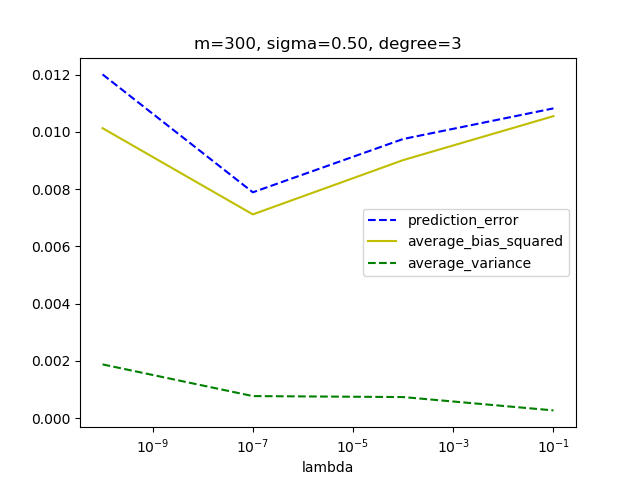 m=300, sigma=0.50, degree=3
0.012
0.010
0.008
0.006
0.004
0.002
0.000
prediction_error
average_bias_squared
average_variance
10⁻⁹ 10⁻⁷ 10⁻⁵ 10⁻³ 10⁻¹
lambda